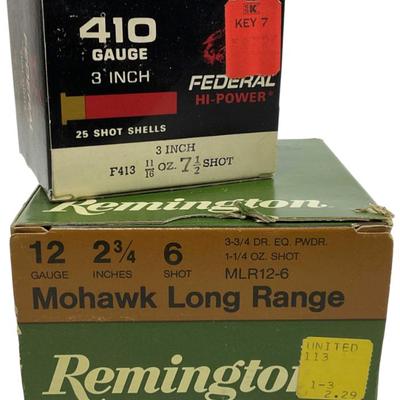 410
GAUGE
3 INCH
25 SHOT SHELLS
K
KEY 7
FEDERAL
HI-POWER®
3 INCH
F413 11/16 OZ. 7 1/2 SHOT
Remington
12 2 3/4 6
GAUGE INCHES SHOT
3-3/4 DR. EQ. PWDR.
1-1/4 OZ. SHOT
MLR12-6
Mohawk Long Range
Remington
UNITED
113
1-3
2.29